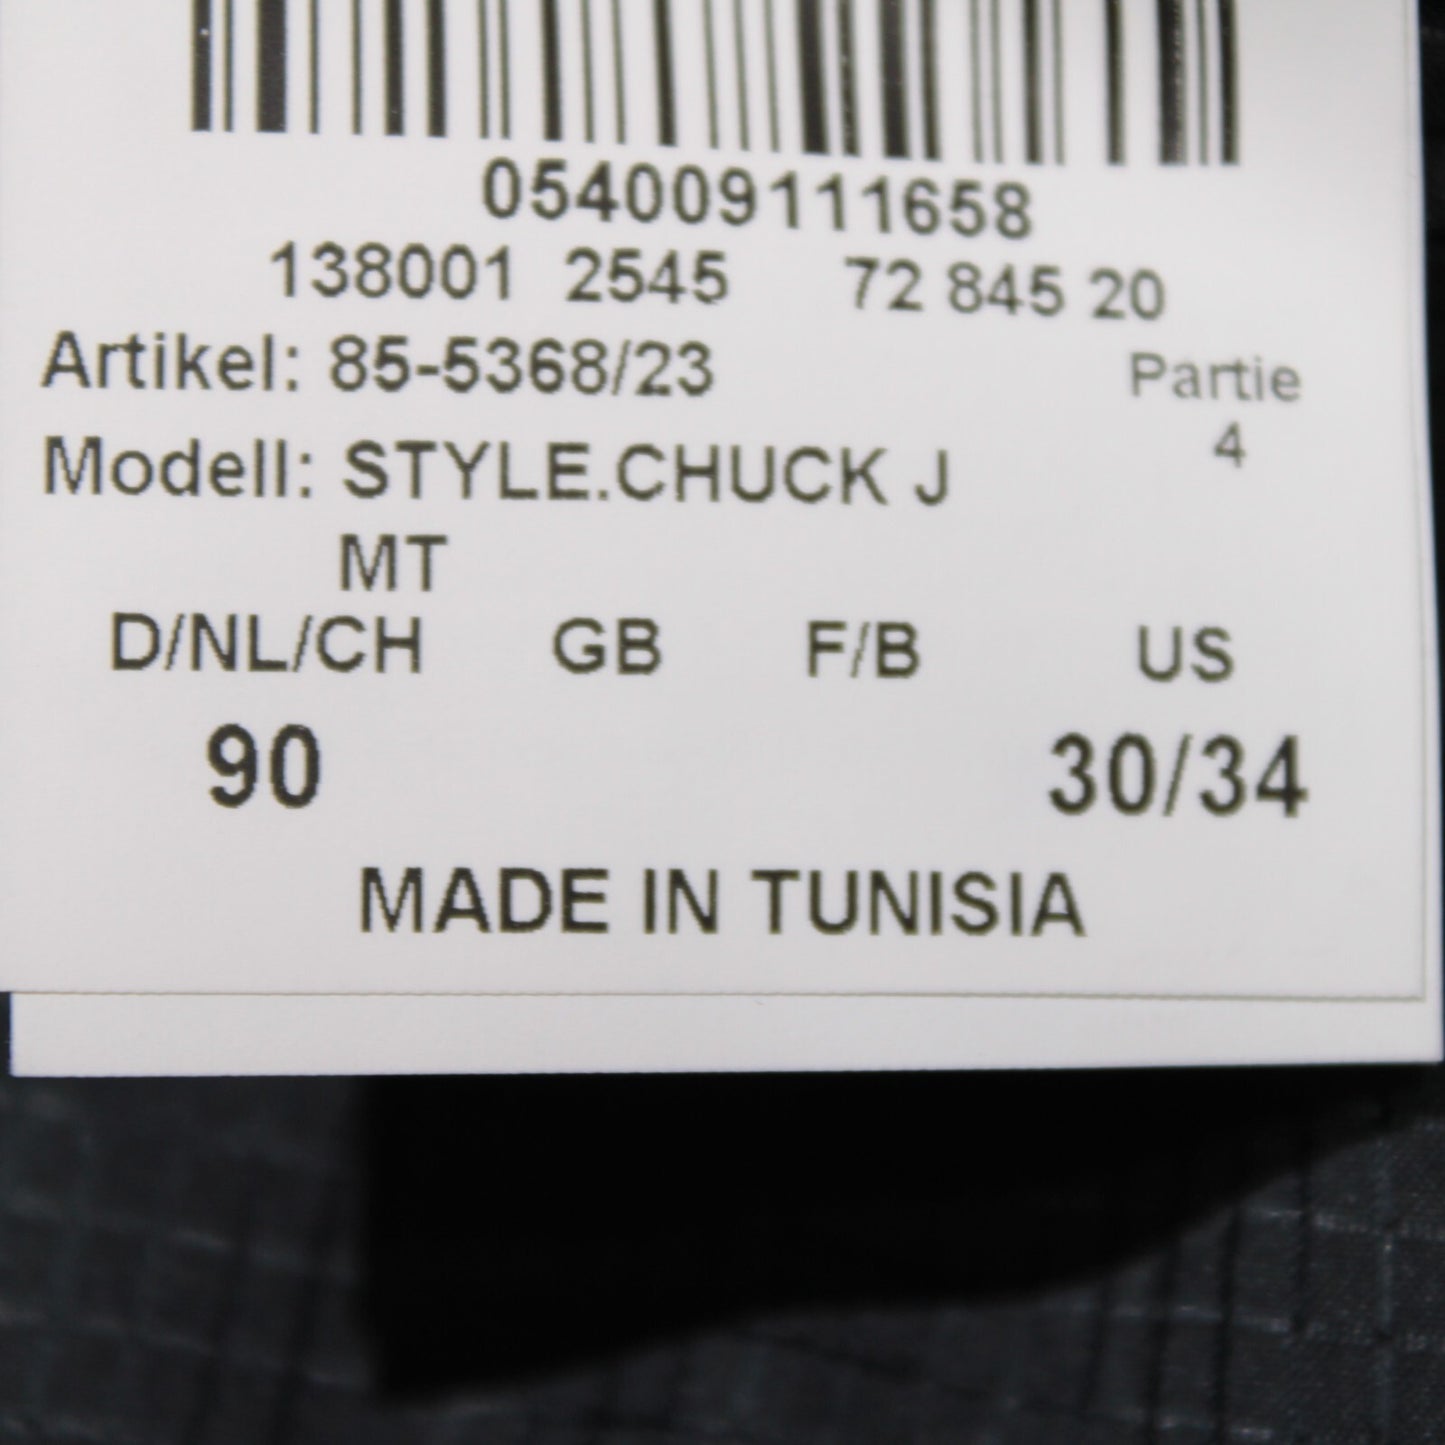 054009111658
138001 2545 72 845 20
Artikel: 85-5368/23 Partie
4
Modell: STYLE.CHUCK J
MT
D/NL/CH GB F/B US
90 30/34
MADE IN TUNISIA